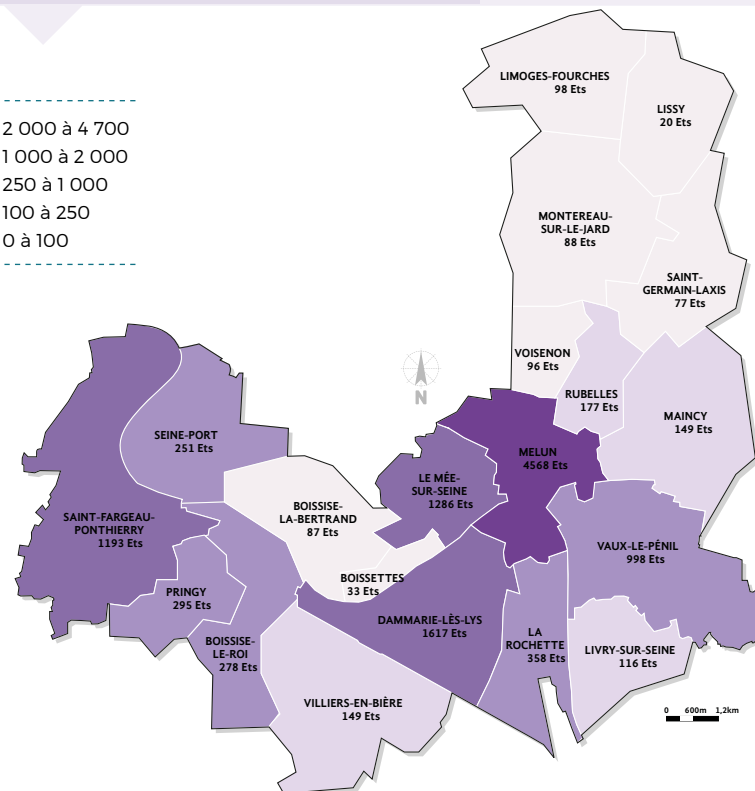 2 000 à 4 700
1 000 à 2 000
250 à 1 000
100 à 250
0 à 100
LIMOGES-FOURCHES
98 Ets
LISSY
20 Ets
MONTEREAU-
SUR-LE-JARD
88 Ets
SAINT-
GERMAIN-LAXIS
77 Ets
VOISENON
96 Ets
RUBELLES
177 Ets
MAINCY
149 Ets
N
SEINE-PORT
251 Ets
MELUN
4568 Ets
LE MÉE-
SUR-SEINE
1286 Ets
BOISSISE-
LA-BERTRAND
87 Ets
SAINT-FARGEAU-
PONTHIERRY
1193 Ets
VAUX-LE-PÉNIL
998 Ets
BOISSETTES
33 Ets
PRINGY
295 Ets
DAMMARIE-LÈS-LYS
1617 Ets
BOISSISE-
LE-ROI
278 Ets
LA
ROCHETTE
358 Ets
LIVRY-SUR-SEINE
116 Ets
VILLIERS-EN-BIÈRE
149 Ets
0 600m 1,2km